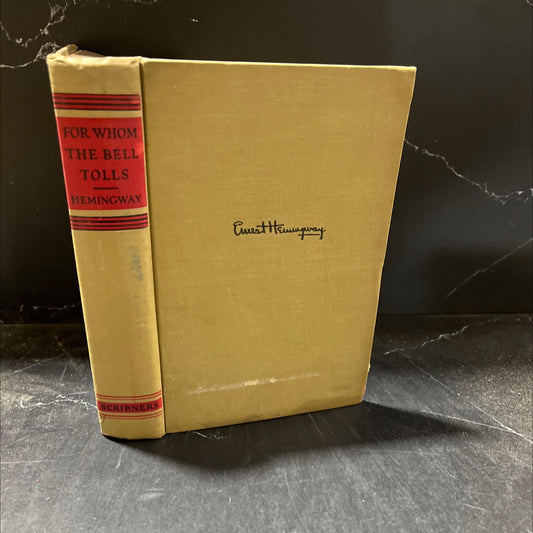 FOR WHOM
THE BELL
TOLLS
HEMINGWAY
SCRIBNERS
Ernest Hemingway